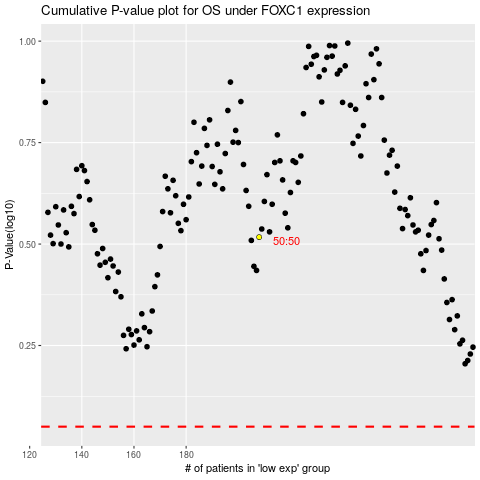 Cumulative P-value plot for OS under FOXC1 expression
P-Value(log10)
1.00
0.75
0.50
0.25
50:50
120 140 160 180
# of patients in 'low exp' group